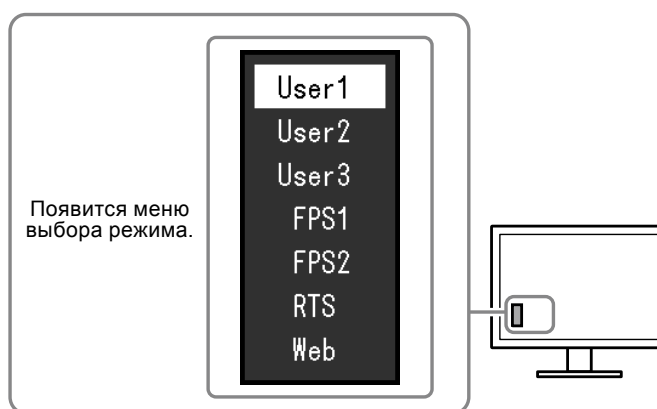 Появится меню
выбора режима.
User1
User2
User3
FPS1
FPS2
RTS
Web